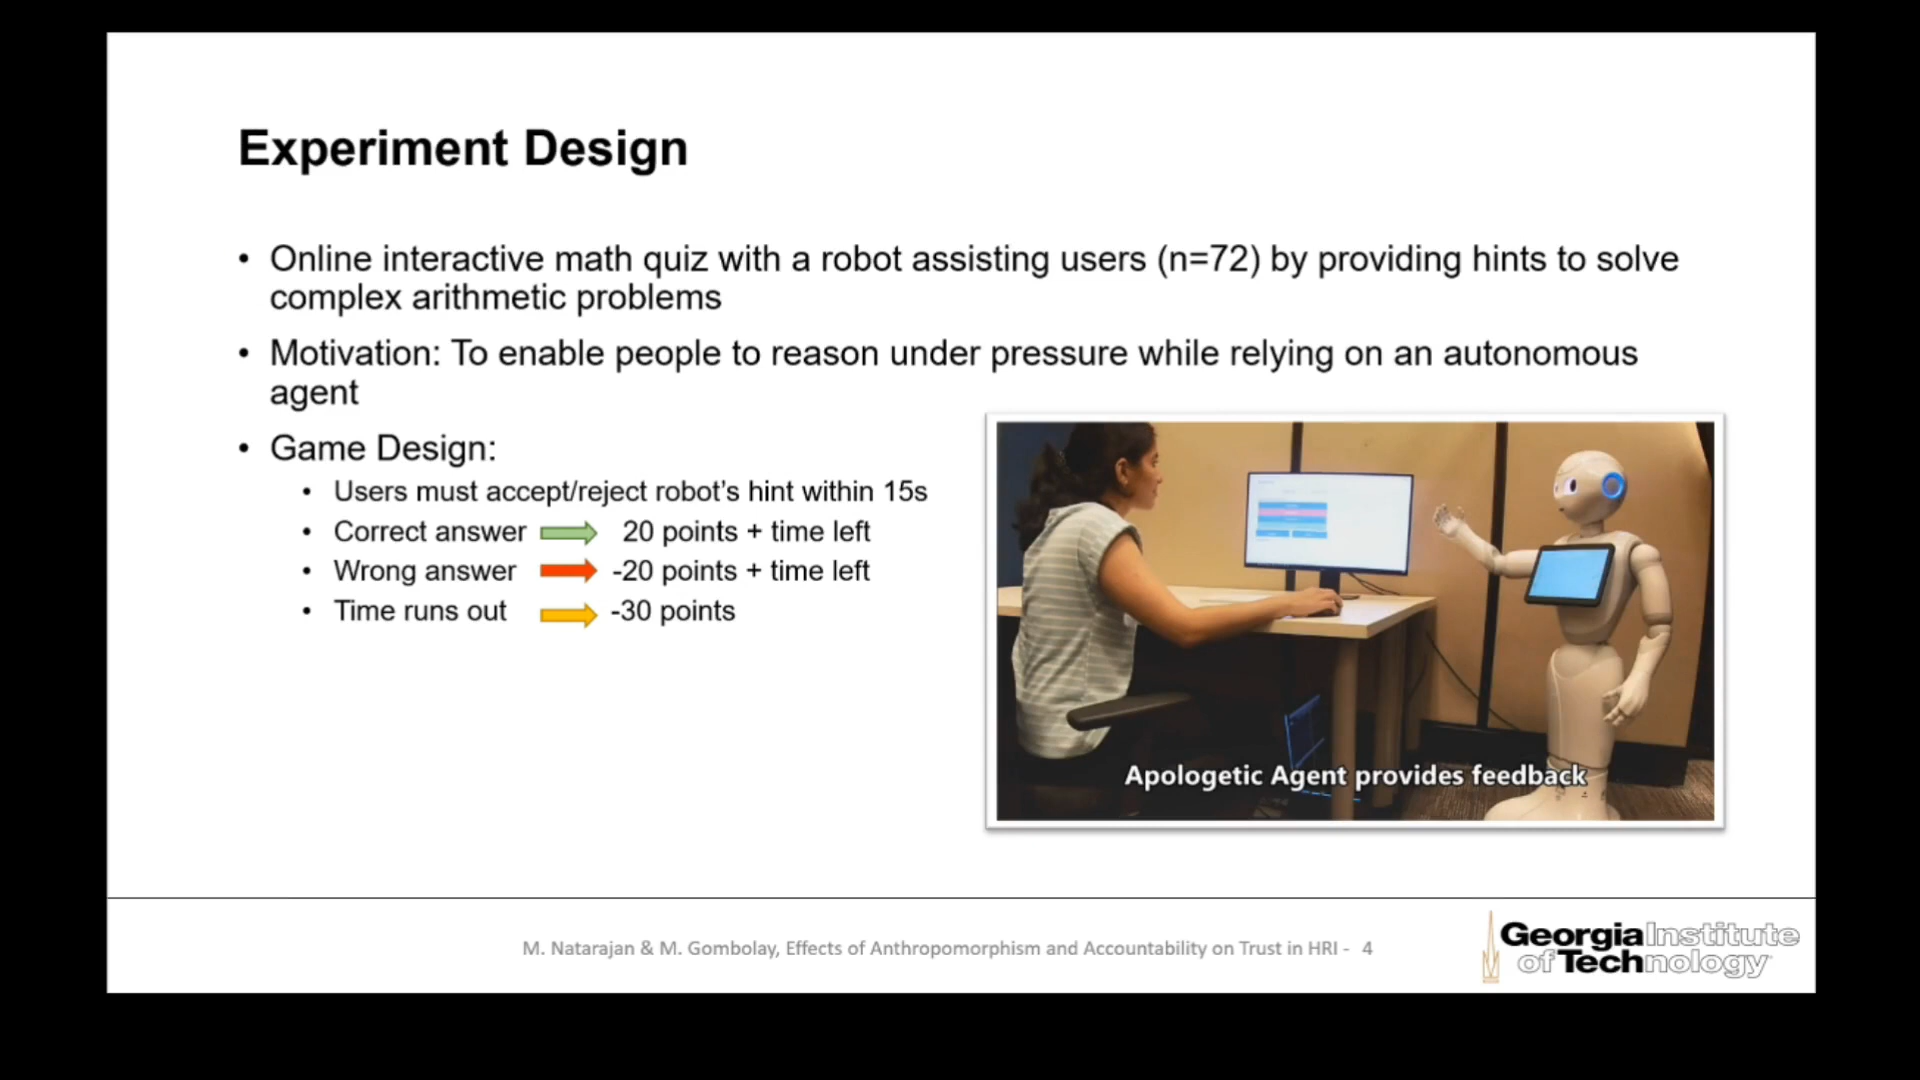 Experiment Design
• Online interactive math quiz with a robot assisting users (n=72) by providing hints to solve
complex arithmetic problems
• Motivation: To enable people to reason under pressure while relying on an autonomous
agent
• Game Design:
• Users must accept/reject robot's hint within 15s
• Correct answer 20 points + time left
• Wrong answer -20 points + time left
• Time runs out -30 points
Apologetic Agent provides feedback
M. Natarajan & M. Gombolay, Effects of Anthropomorphism and Accountability on Trust in HRI - 4
Georgia Institute
of Technology